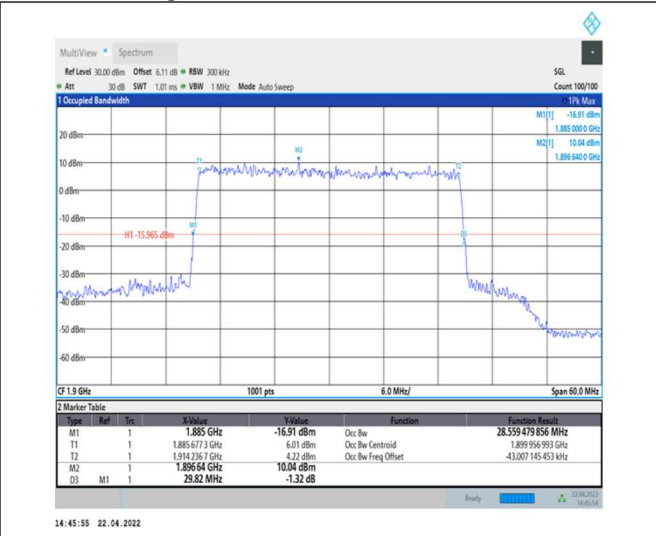 MultiView Spectrum
Ref Level 30.00 dBm Offset 6.11 dB RBW 300 kHz SGL
Att 30 dB SWT 1.01 ms VBW 1 MHz Mode Auto Sweep Count 100/100
1 Occupied Bandwidth 1Pk Max
M1[1] -16.91 dBm
1.885 000 0 GHz
M2[1] 10.04 dBm
1.896 640 0 GHz
20 dBm
M2
T1
T2
10 dBm
0 dBm
-10 dBm
M1
D3
H1 -15.965 dBm
-20 dBm
-30 dBm
-40 dBm
-50 dBm
-60 dBm
CF 1.9 GHz 1001 pts 6.0 MHz/ Span 60.0 MHz
2 Marker Table
Type Ref Trc X-Value Y-Value Function Function Result
M1 1 1.885 GHz -16.91 dBm Occ Bw 28.559 479 856 MHz
T1 1 1.885 677 3 GHz 6.01 dBm Occ Bw Centroid 1.899 956 993 GHz
T2 1 1.914 236 7 GHz 4.22 dBm Occ Bw Freq Offset -43.007 145 453 kHz
M2 1 1.896 64 GHz 10.04 dBm
D3 M1 1 29.82 MHz -1.32 dB
Ready 22.04.2022
14:45:54
14:45:55 22.04.2022